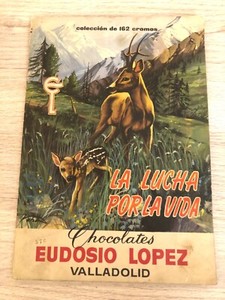 colección de 162 cromos
LA LUCHA
POR LA VIDA
Chocolates
EUDOSIO LOPEZ
VALLADOLID